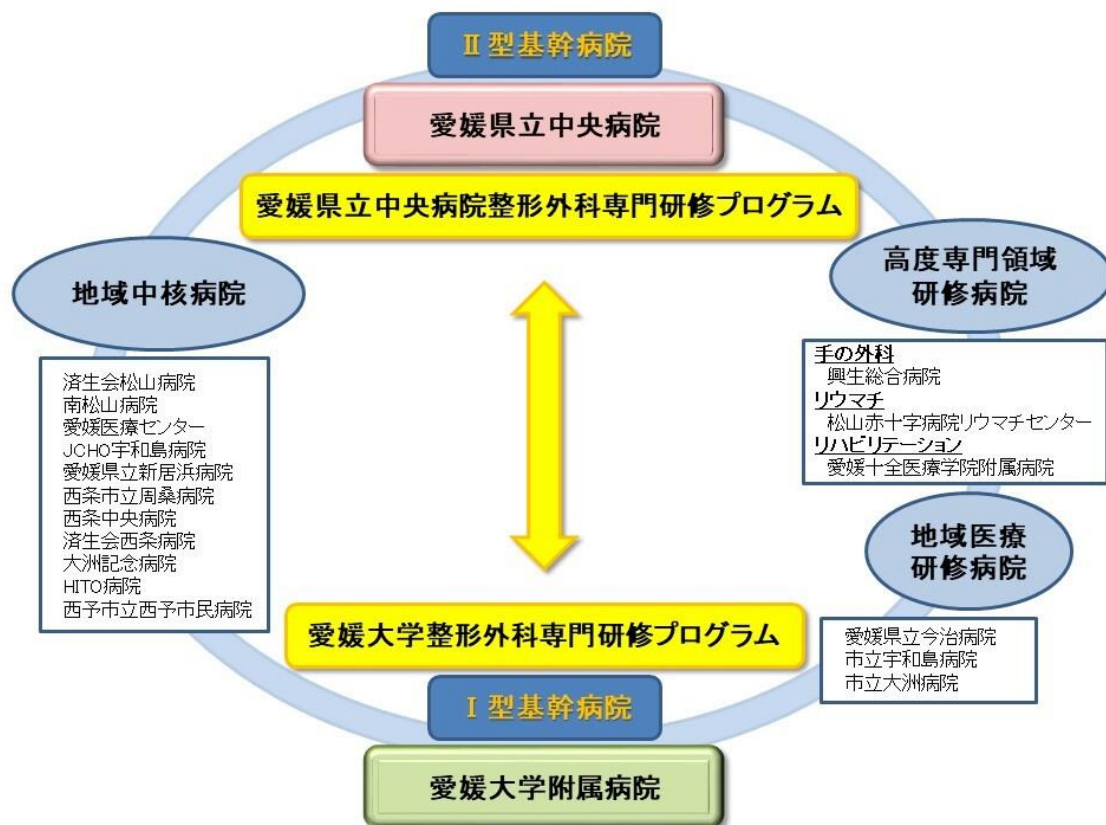 Ⅱ型基幹病院
愛媛県立中央病院
愛媛県立中央病院整形外科専門研修プログラム
地域中核病院
済生会松山病院
南松山病院
愛媛医療センター
JCHO宇和島病院
愛媛県立新居浜病院
西条市立周桑病院
西条中央病院
済生会西条病院
大洲記念病院
HITO病院
西予市立西予市民病院
高度専門領域
研修病院
手の外科
興生総合病院
リウマチ
松山赤十字病院リウマチセンター
リハビリテーション
愛媛十全医療学院附属病院
地域医療
研修病院
愛媛県立今治病院
市立宇和島病院
市立大洲病院
愛媛大学整形外科専門研修プログラム
Ⅰ型基幹病院
愛媛大学附属病院